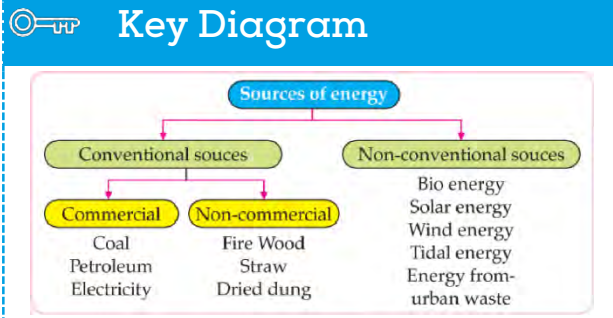 Key Diagram
Sources of energy
Conventional souces
Non-conventional souces
Commercial
Non-commercial
Coal
Petroleum
Electricity
Fire Wood
Straw
Dried dung
Bio energy
Solar energy
Wind energy
Tidal energy
Energy from-
urban waste